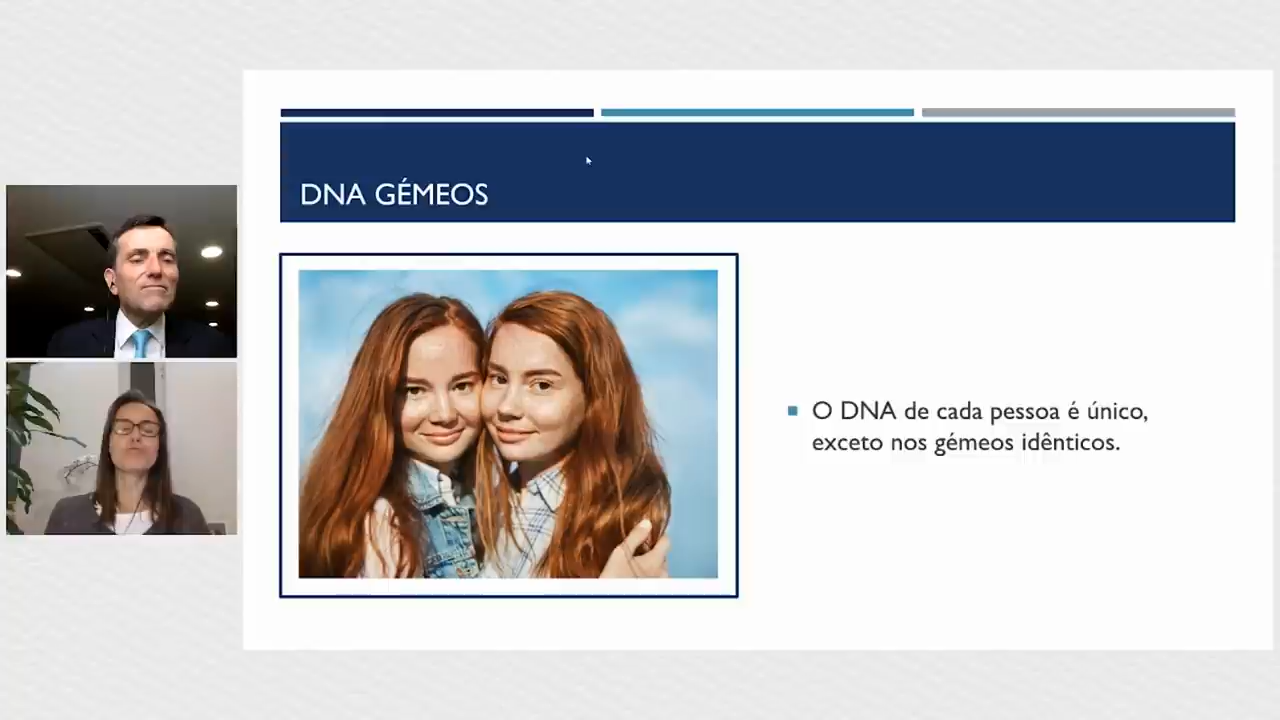 DNA GÉMEOS
O DNA de cada pessoa é único,
exceto nos gémeos idênticos.